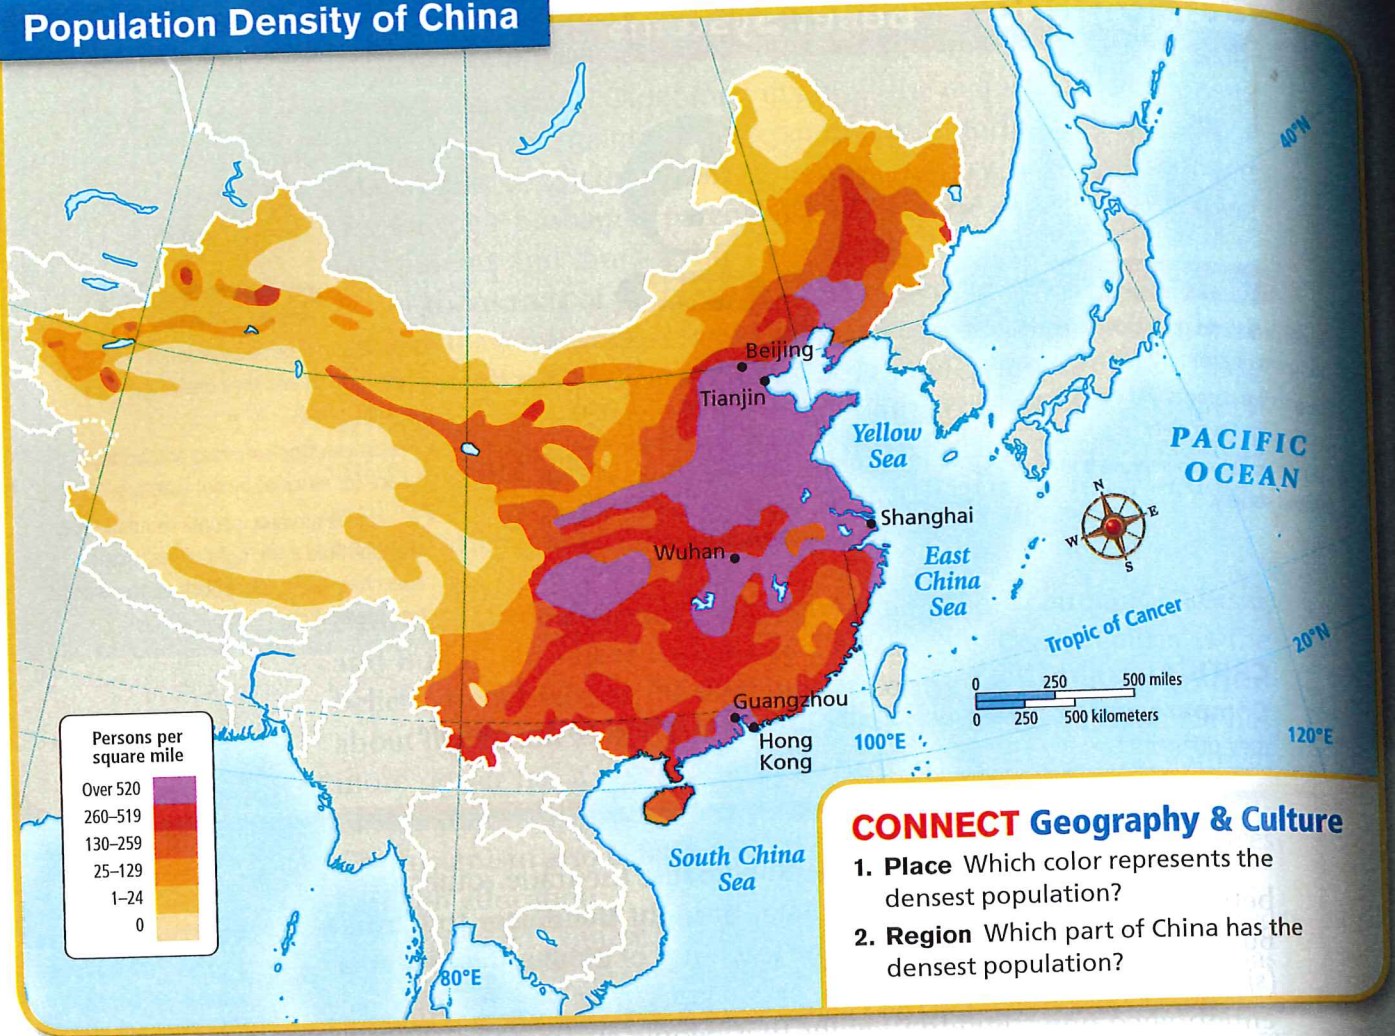 Population Density of China
40°N
Beijing
Tianjin
Yellow
Sea
PACIFIC
OCEAN
N
E
W
S
Shanghai
Wuhan
East
China
Sea
Tropic of Cancer
20°N
0 250 500 miles
0 250 500 kilometers
Guangzhou
Hong
Kong
100°E
120°E
Persons per
square mile
Over 520
260–519
130–259
25–129
1–24
0
South China
Sea
80°E
CONNECT Geography & Culture
1. Place Which color represents the
densest population?
2. Region Which part of China has the
densest population?